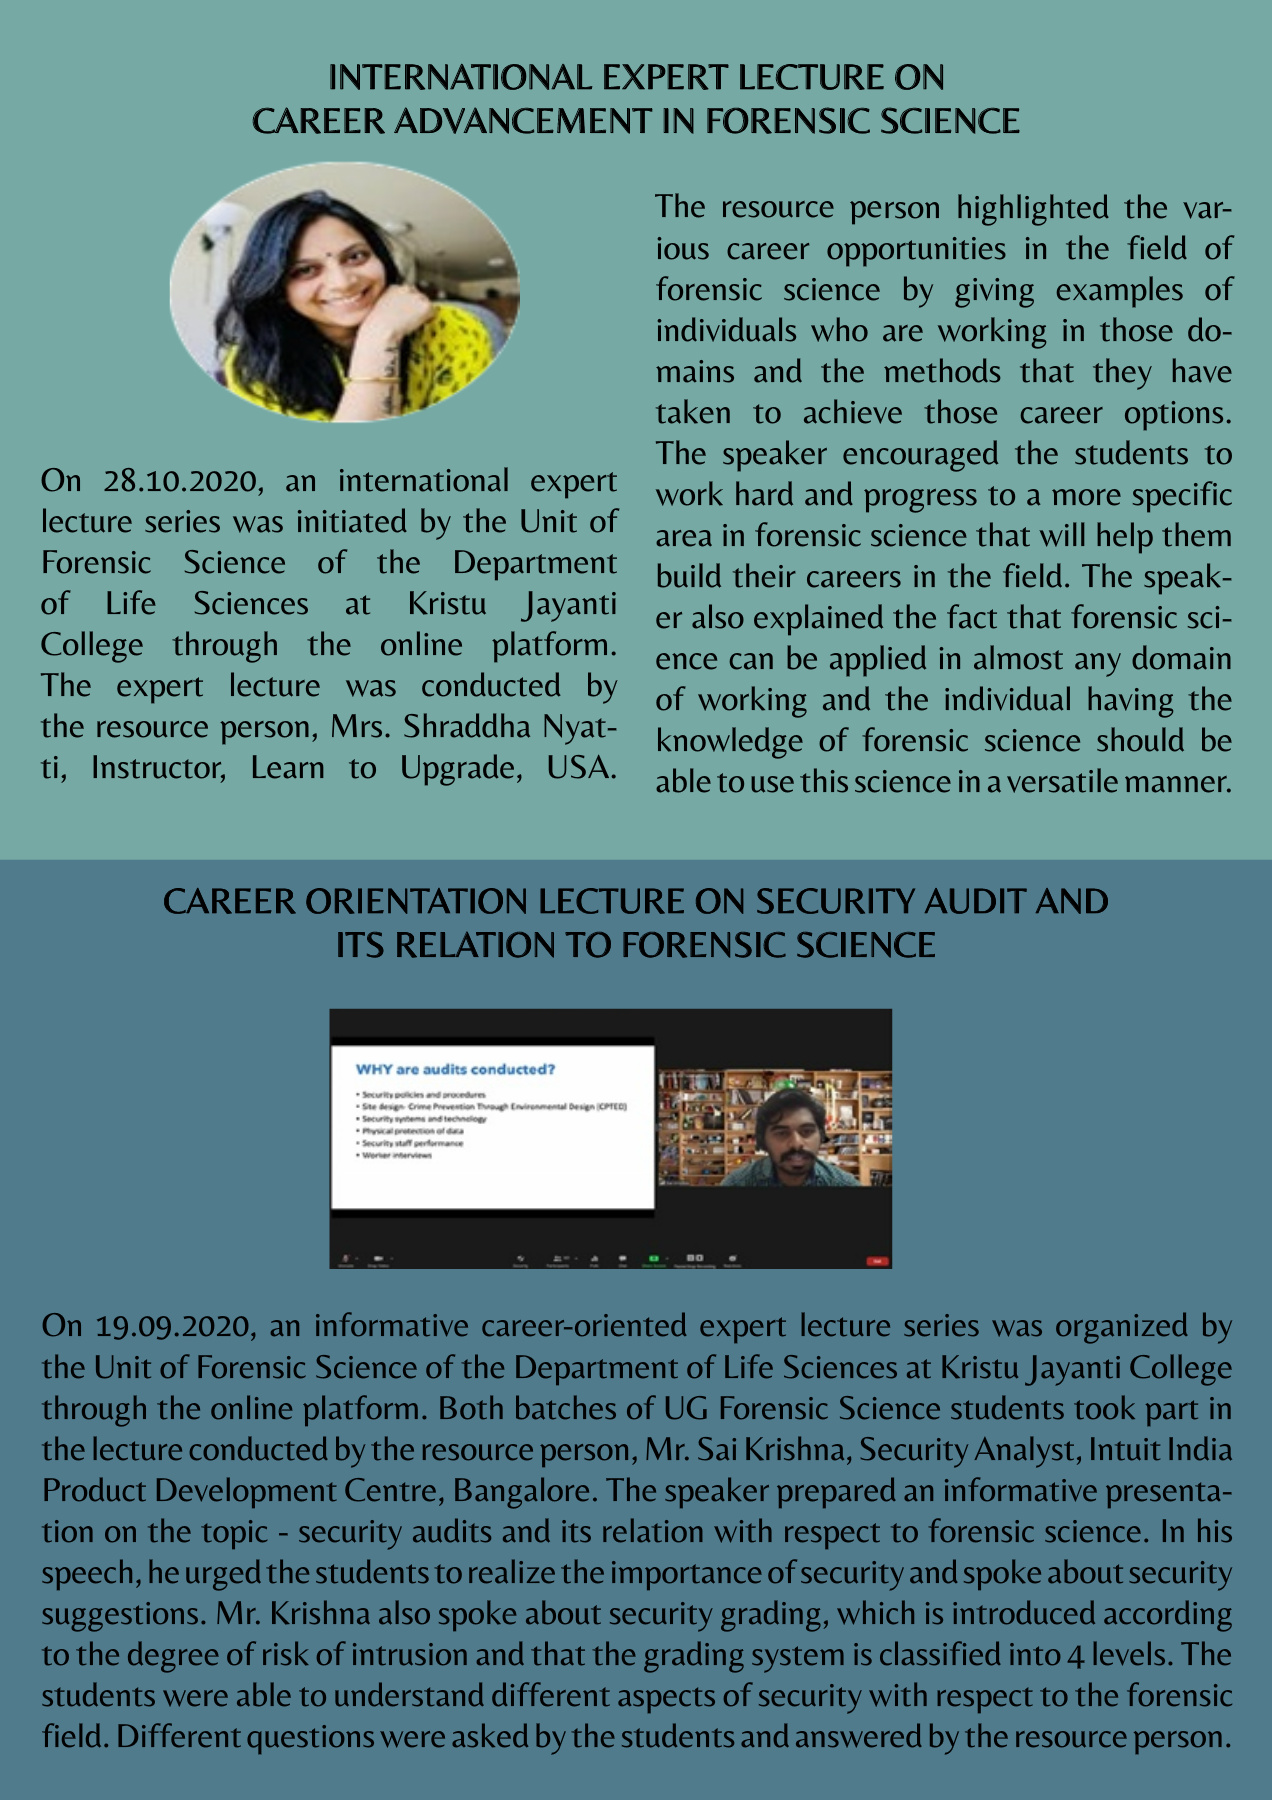 INTERNATIONAL EXPERT LECTURE ON
CAREER ADVANCEMENT IN FORENSIC SCIENCE
On 28.10.2020, an international expert
lecture series was initiated by the Unit of
Forensic Science of the Department
of Life Sciences at Kristu Jayanti
College through the online platform.
The expert lecture was conducted by
the resource person, Mrs. Shraddha Nyat-
ti, Instructor, Learn to Upgrade, USA.
The resource person highlighted the var-
ious career opportunities in the field of
forensic science by giving examples of
individuals who are working in those do-
mains and the methods that they have
taken to achieve those career options.
The speaker encouraged the students to
work hard and progress to a more specific
area in forensic science that will help them
build their careers in the field. The speak-
er also explained the fact that forensic sci-
ence can be applied in almost any domain
of working and the individual having the
knowledge of forensic science should be
able to use this science in a versatile manner.
CAREER ORIENTATION LECTURE ON SECURITY AUDIT AND
ITS RELATION TO FORENSIC SCIENCE
WHY are audits conducted?
• Security policies and procedures
• Site design- Crime Prevention Through Environmental Design (CPTED)
• Security systems and technology
• Physical protection of data
• Security staff performance
• Worker interviews
On 19.09.2020, an informative career-oriented expert lecture series was organized by
the Unit of Forensic Science of the Department of Life Sciences at Kristu Jayanti College
through the online platform. Both batches of UG Forensic Science students took part in
the lecture conducted by the resource person, Mr. Sai Krishna, Security Analyst, Intuit India
Product Development Centre, Bangalore. The speaker prepared an informative presenta-
tion on the topic - security audits and its relation with respect to forensic science. In his
speech, he urged the students to realize the importance of security and spoke about security
suggestions. Mr. Krishna also spoke about security grading, which is introduced according
to the degree of risk of intrusion and that the grading system is classified into 4 levels. The
students were able to understand different aspects of security with respect to the forensic
field. Different questions were asked by the students and answered by the resource person.